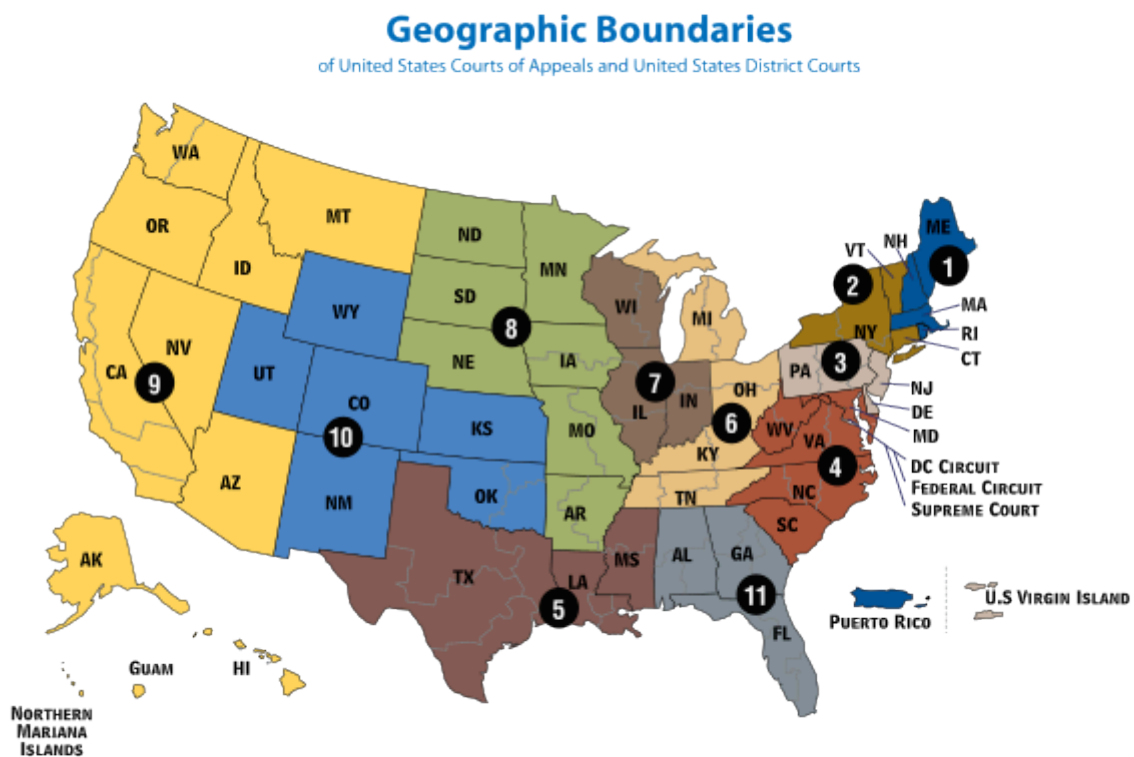 Geographic Boundaries
of United States Courts of Appeals and United States District Courts
WA
OR
MT
ID
WY
NV
CA
9
UT
CO
10
AZ
NM
ND
SD
8
NE
KS
OK
MN
IA
MO
AR
WI
7
IL
IN
MI
OH
6
KY
TN
VT
NH
ME
1
2
NY
MA
RI
CT
3
PA
NJ
DE
MD
WV
VA
4
NC
SC
DC CIRCUIT
FEDERAL CIRCUIT
SUPREME COURT
TX
LA
5
MS
AL
GA
11
FL
AK
HI
GUAM
NORTHERN
MARIANA
ISLANDS
PUERTO RICO
U.S VIRGIN ISLAND